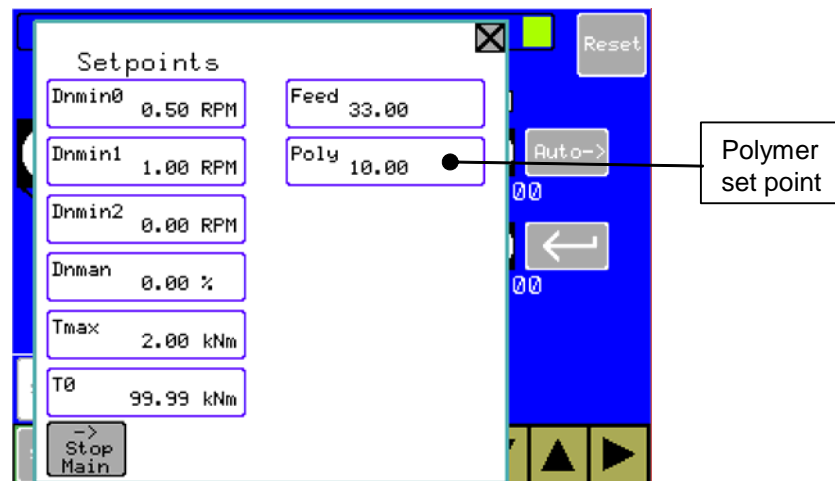 Setpoints
Reset
Dnmin0 0.50 RPM
Feed 33.00
Dnmin1 1.00 RPM
Poly 10.00
Auto->
00
Dnmin2 0.00 RPM
Dnman 0.00 %
00
Tmax 2.00 kNm
T0 99.99 kNm
->
Stop
Main
Polymer
set point